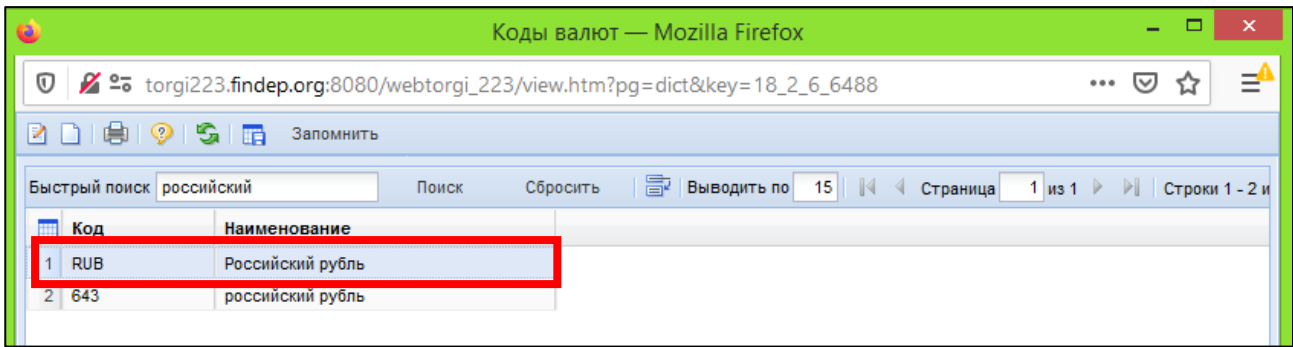 Коды валют — Mozilla Firefox
torgi223.findep.org:8080/webtorgi_223/view.htm?pg=dict&key=18_2_6_6488
Запомнить
Быстрый поиск российский Поиск Сбросить Выводить по 15 Страница 1 из 1 Строки 1 - 2 и
Код Наименование
1 RUB Российский рубль
2 643 российский рубль